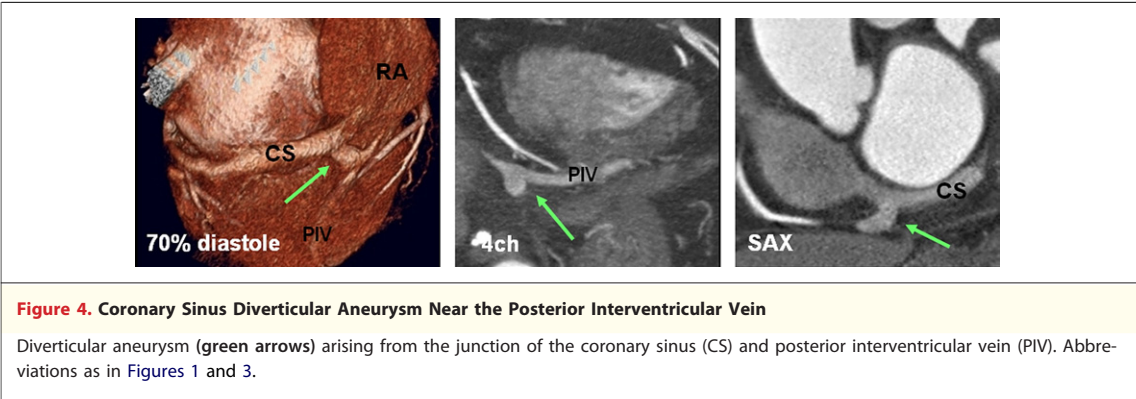 RA
CS
PIV
70% diastole
PIV
4ch
CS
SAX
Figure 4. Coronary Sinus Diverticular Aneurysm Near the Posterior Interventricular Vein
Diverticular aneurysm (green arrows) arising from the junction of the coronary sinus (CS) and posterior interventricular vein (PIV). Abbre-
viations as in Figures 1 and 3.